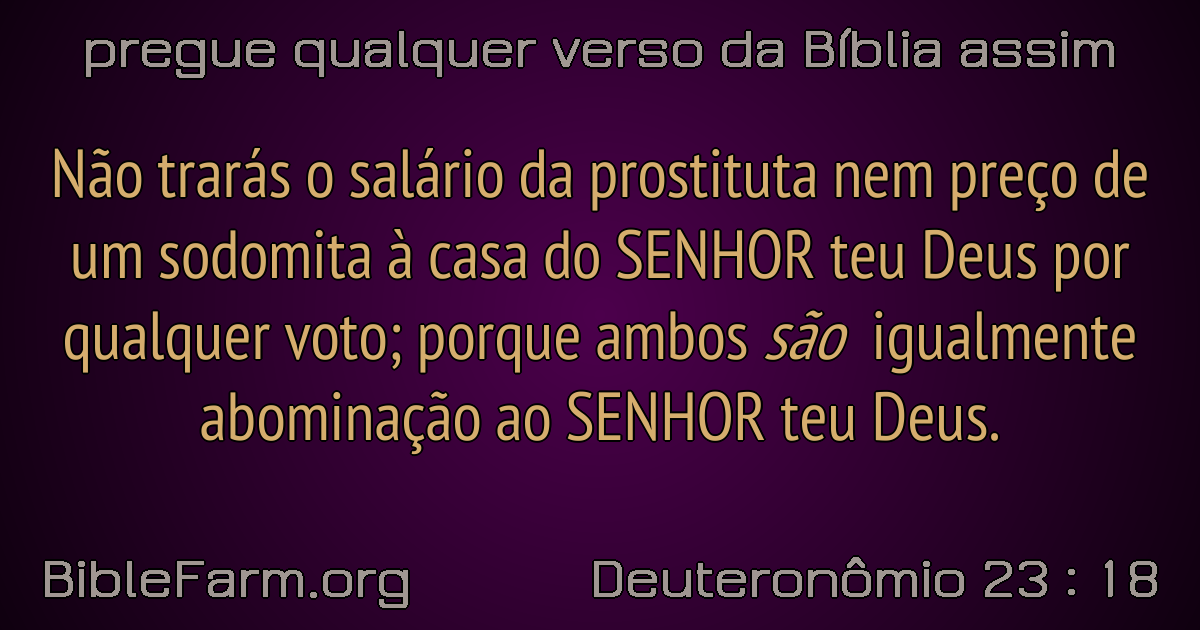 pregue qualquer verso da Bíblia assim
Não trarás o salário da prostituta nem preço de
um sodomita à casa do SENHOR teu Deus por
qualquer voto; porque ambos são igualmente
abominação ao SENHOR teu Deus.
BibleFarm.org
Deuteronômio 23 : 18